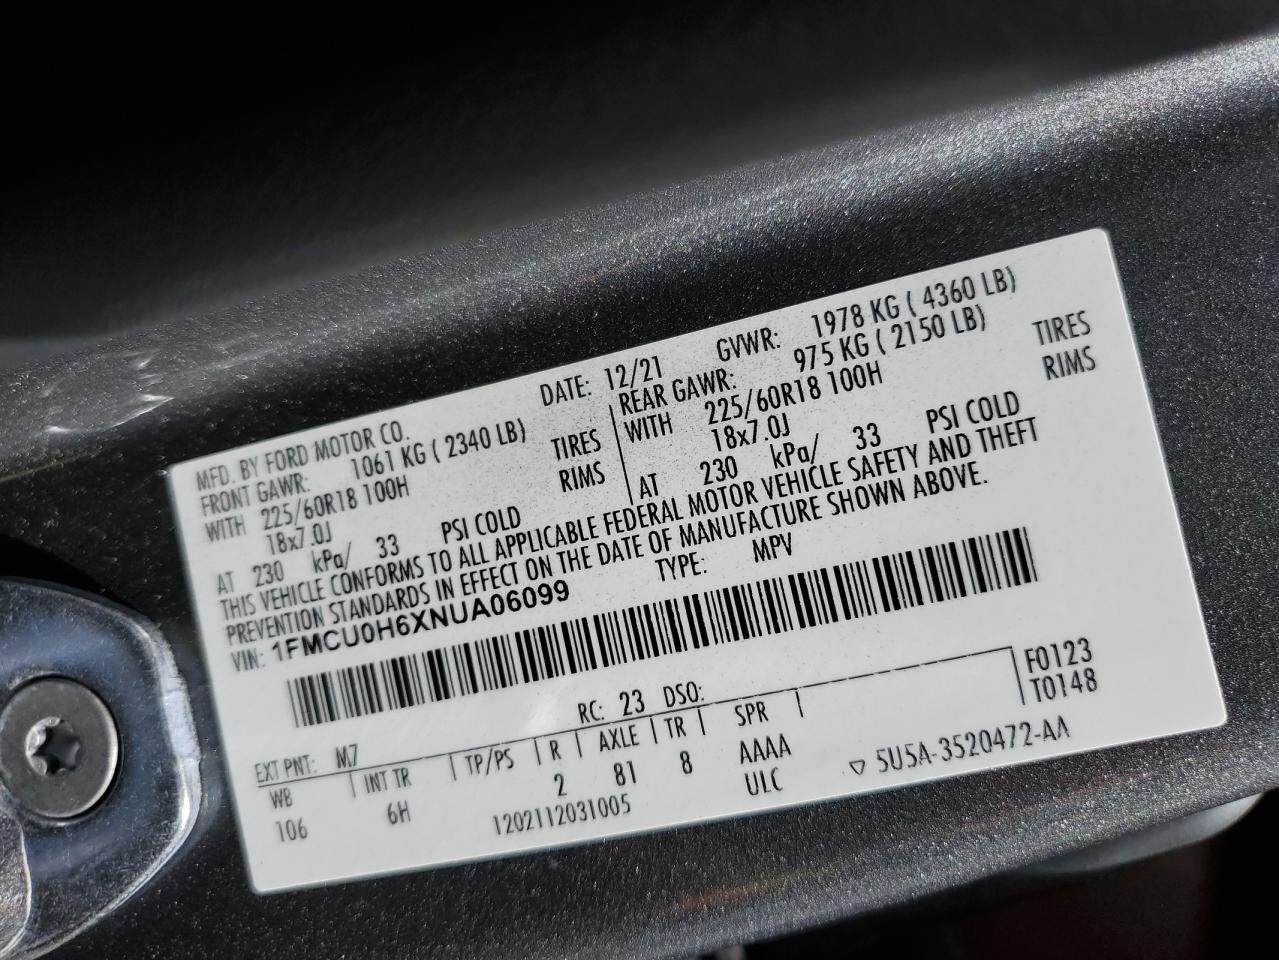 MFD. BY FORD MOTOR CO.
DATE: 12/21
GVWR: 1978 KG ( 4360 LB)
FRONT GAWR: 1061 KG ( 2340 LB)
REAR GAWR: 975 KG ( 2150 LB)
WITH 225/60R18 100H TIRES
WITH 225/60R18 100H TIRES
18x7.0J RIMS
18x7.0J RIMS
AT 230 kPa/ 33 PSI COLD
AT 230 kPa/ 33 PSI COLD
THIS VEHICLE CONFORMS TO ALL APPLICABLE FEDERAL MOTOR VEHICLE SAFETY AND THEFT
PREVENTION STANDARDS IN EFFECT ON THE DATE OF MANUFACTURE SHOWN ABOVE.
VIN: 1FMCU0H6XNUA06099
TYPE: MPV
F0123
T0148
EXT PNT: M7 RC: 23 DSO:
WB INT TR TP/PS R AXLE TR SPR
106 6H 2 81 8 AAAA
ULC
1202112031005
▽ 5U5A-3520472-AA